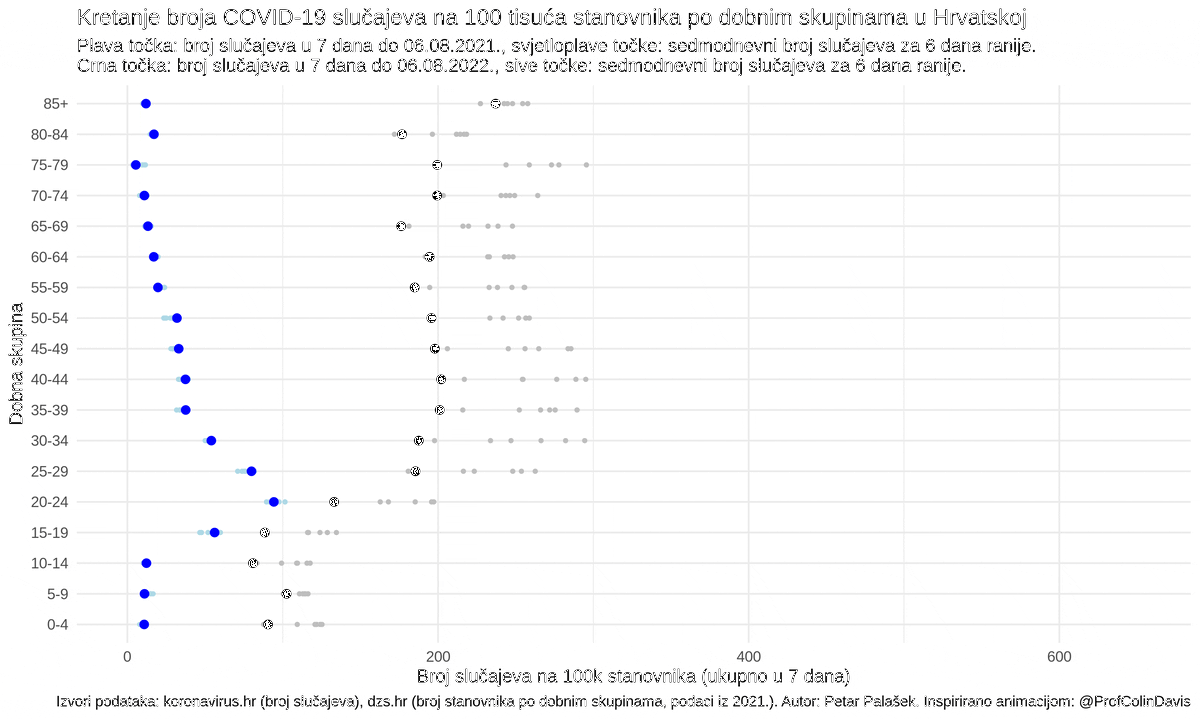 Kretanje broja COVID-19 slučajeva na 100 tisuća stanovnika po dobnim skupinama u Hrvatskoj
Plava točka: broj slučajeva u 7 dana do 06.08.2021., svjetloplave točke: sedmodnevni broj slučajeva za 6 dana ranije.
Crna točka: broj slučajeva u 7 dana do 06.08.2022., sive točke: sedmodnevni broj slučajeva za 6 dana ranije.
Dobna skupina
85+
80-84
75-79
70-74
65-69
60-64
55-59
50-54
45-49
40-44
35-39
30-34
25-29
20-24
15-19
10-14
5-9
0-4
0 200 400 600
Broj slučajeva na 100k stanovnika (ukupno u 7 dana)
Izvori podataka: koronavirus.hr (broj slučajeva), dzs.hr (broj stanovnika po dobnim skupinama, podaci iz 2021.). Autor: Petar Palašek. Inspirirano animacijom: @ProfColinDavis